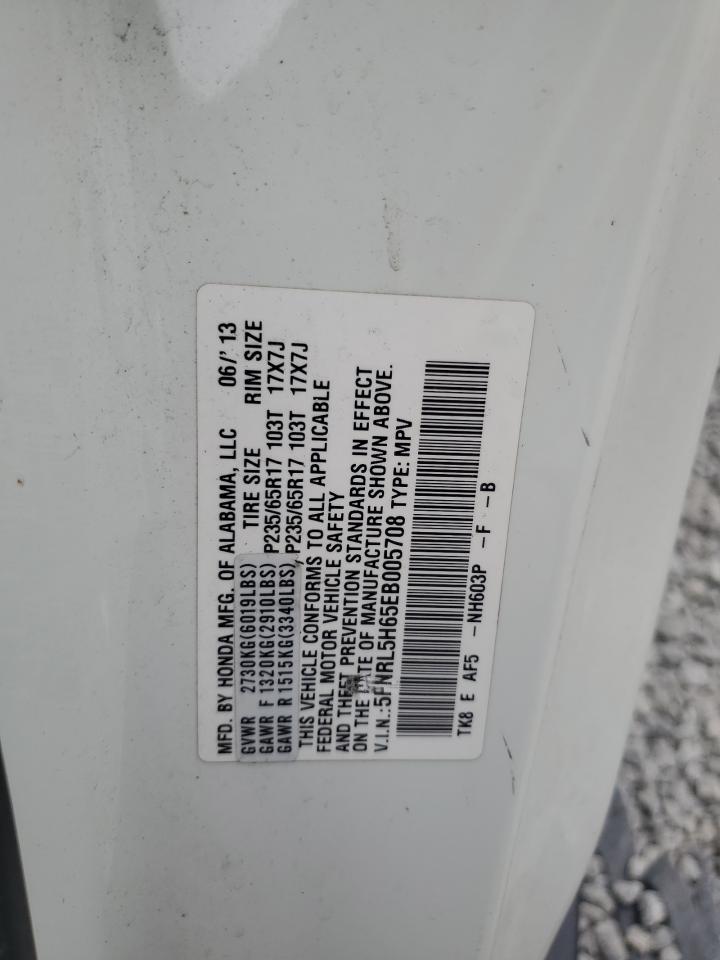 MFD. BY HONDA MFG. OF ALABAMA, LLC 06/' 13
GVWR 2730KG(6019LBS) TIRE SIZE RIM SIZE
GAWR F 1320KG(2910LBS) P235/65R17 103T 17X7J
GAWR R 1515KG(3340LBS) P235/65R17 103T 17X7J
THIS VEHICLE CONFORMS TO ALL APPLICABLE
FEDERAL MOTOR VEHICLE SAFETY
AND THEFT PREVENTION STANDARDS IN EFFECT
ON THE DATE OF MANUFACTURE SHOWN ABOVE.
V.I.N.:5FNRL5H65EB005708 TYPE: MPV
TK8 E AF5 -NH603P -F -B